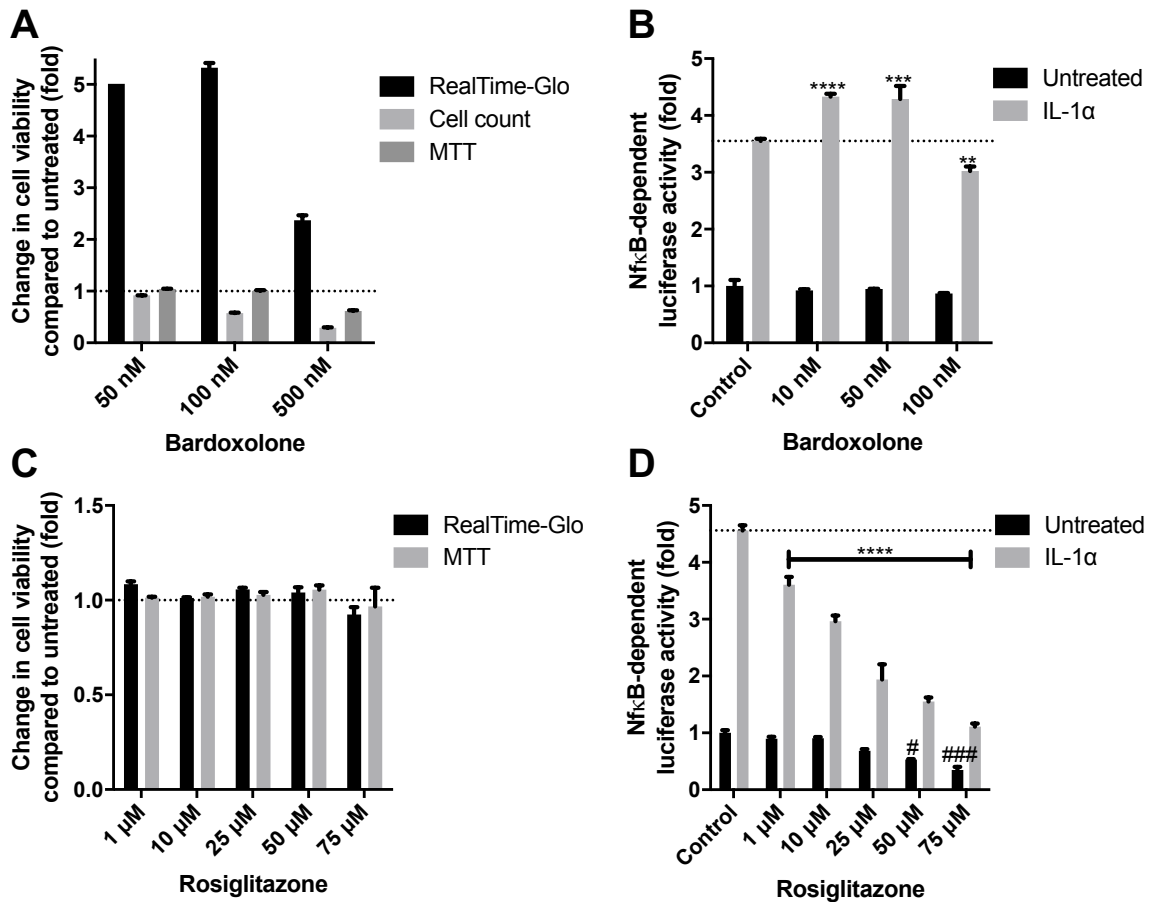 A
Change in cell viability
compared to untreated (fold)
5
4
3
2
1
0
50 nM
100 nM
500 nM
Bardoxolone
RealTime-Glo
Cell count
MTT
B
NfκB-dependent
luciferase activity (fold)
5
4
3
2
1
0
****
***
**
Control
10 nM
50 nM
100 nM
Bardoxolone
Untreated
IL-1α
C
Change in cell viability
compared to untreated (fold)
1.5
1.0
0.5
0.0
1 µM
10 µM
25 µM
50 µM
75 µM
Rosiglitazone
RealTime-Glo
MTT
D
NfκB-dependent
luciferase activity (fold)
5
4
3
2
1
0
****
#
###
Control
1 µM
10 µM
25 µM
50 µM
75 µM
Rosiglitazone
Untreated
IL-1α